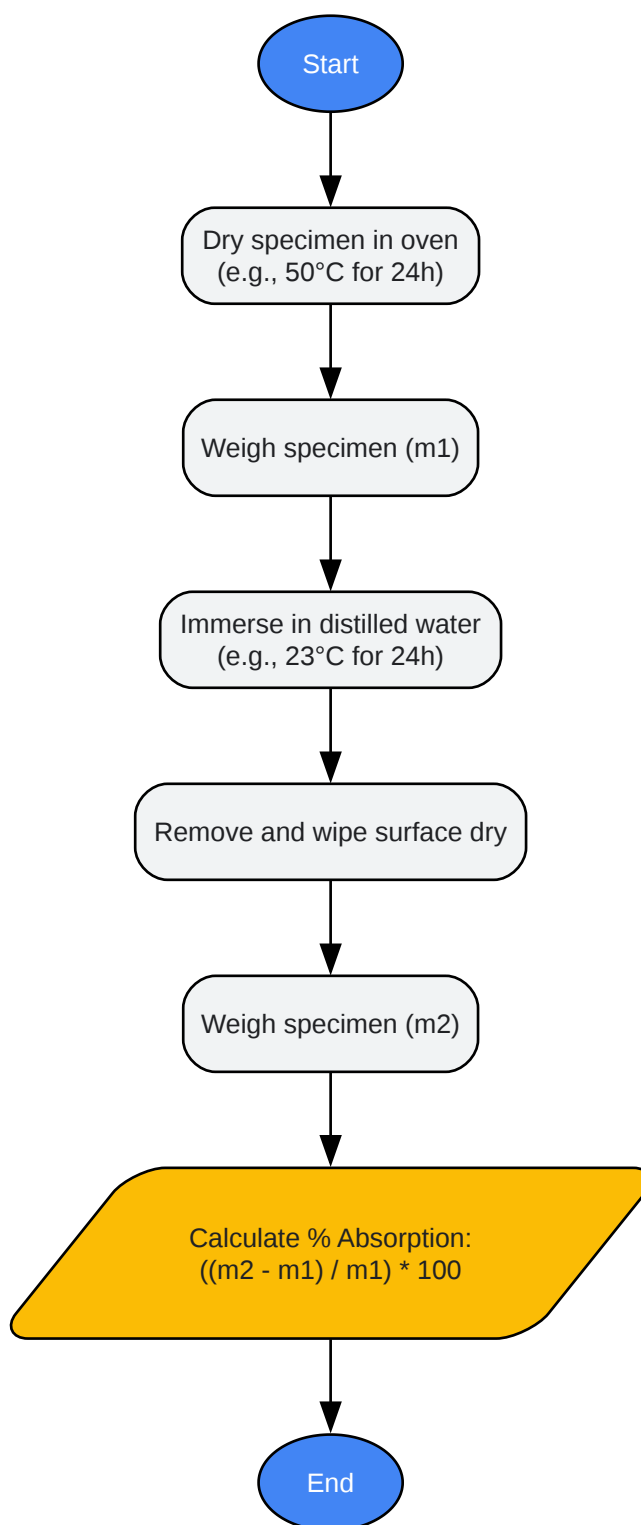 Start
Dry specimen in oven
(e.g., 50°C for 24h)
Weigh specimen (m1)
Immerse in distilled water
(e.g., 23°C for 24h)
Remove and wipe surface dry
Weigh specimen (m2)
Calculate % Absorption:
((m2 - m1) / m1) * 100
End